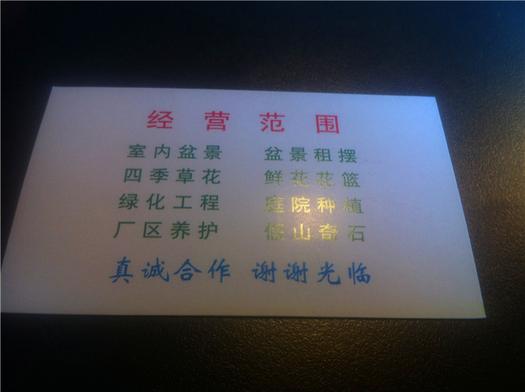 经营范围
室内盆景 盆景租摆
四季草花 鲜花花篮
绿化工程 庭院种植
厂区养护 假山奇石
真诚合作 谢谢光临